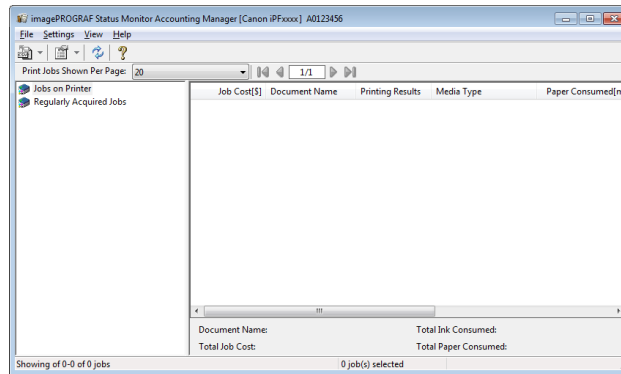 imagePROGRAF Status Monitor Accounting Manager [Canon iPFxxxx] A0123456
File Settings View Help
Print Jobs Shown Per Page: 20 1/1
Jobs on Printer
Regularly Acquired Jobs
Job Cost[$] Document Name Printing Results Media Type Paper Consumed[m
Document Name: Total Ink Consumed:
Total Job Cost: Total Paper Consumed:
Showing of 0-0 of 0 jobs 0 job(s) selected